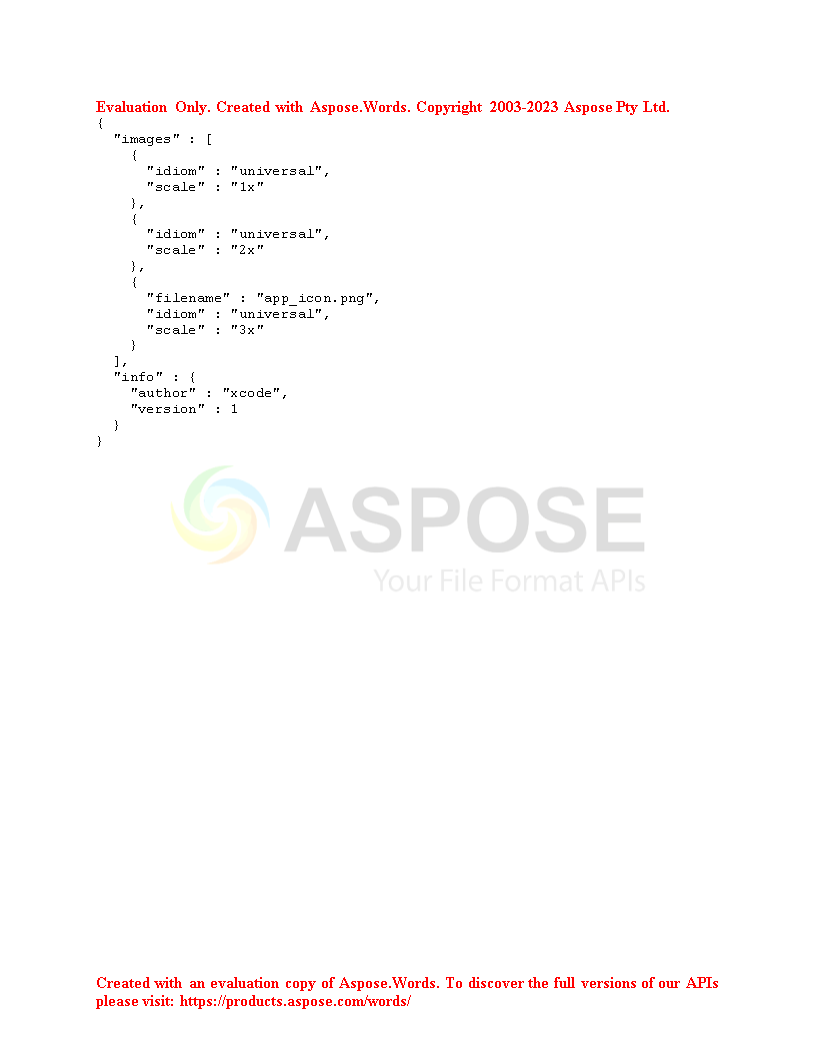 Evaluation Only. Created with Aspose.Words. Copyright 2003-2023 Aspose Pty Ltd.
{
  "images" : [
    {
      "idiom" : "universal",
      "scale" : "1x"
    },
    {
      "idiom" : "universal",
      "scale" : "2x"
    },
    {
      "filename" : "app_icon.png",
      "idiom" : "universal",
      "scale" : "3x"
    }
  ],
  "info" : {
    "author" : "xcode",
    "version" : 1
  }
}
ASPOSE
Your File Format APIs
Created with an evaluation copy of Aspose.Words. To discover the full versions of our APIs
please visit: https://products.aspose.com/words/